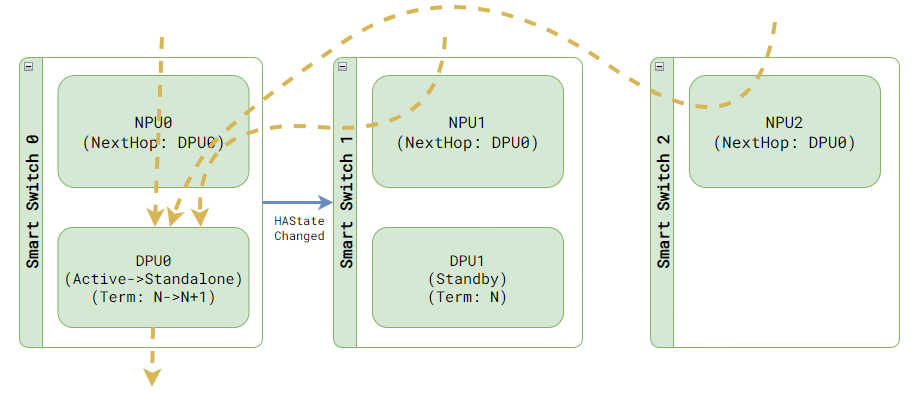 Smart Switch 0
NPU0
(NextHop: DPU0)
DPU0
(Active->Standalone)
(Term: N->N+1)
HAState
Changed
Smart Switch 1
NPU1
(NextHop: DPU0)
DPU1
(Standby)
(Term: N)
Smart Switch 2
NPU2
(NextHop: DPU0)